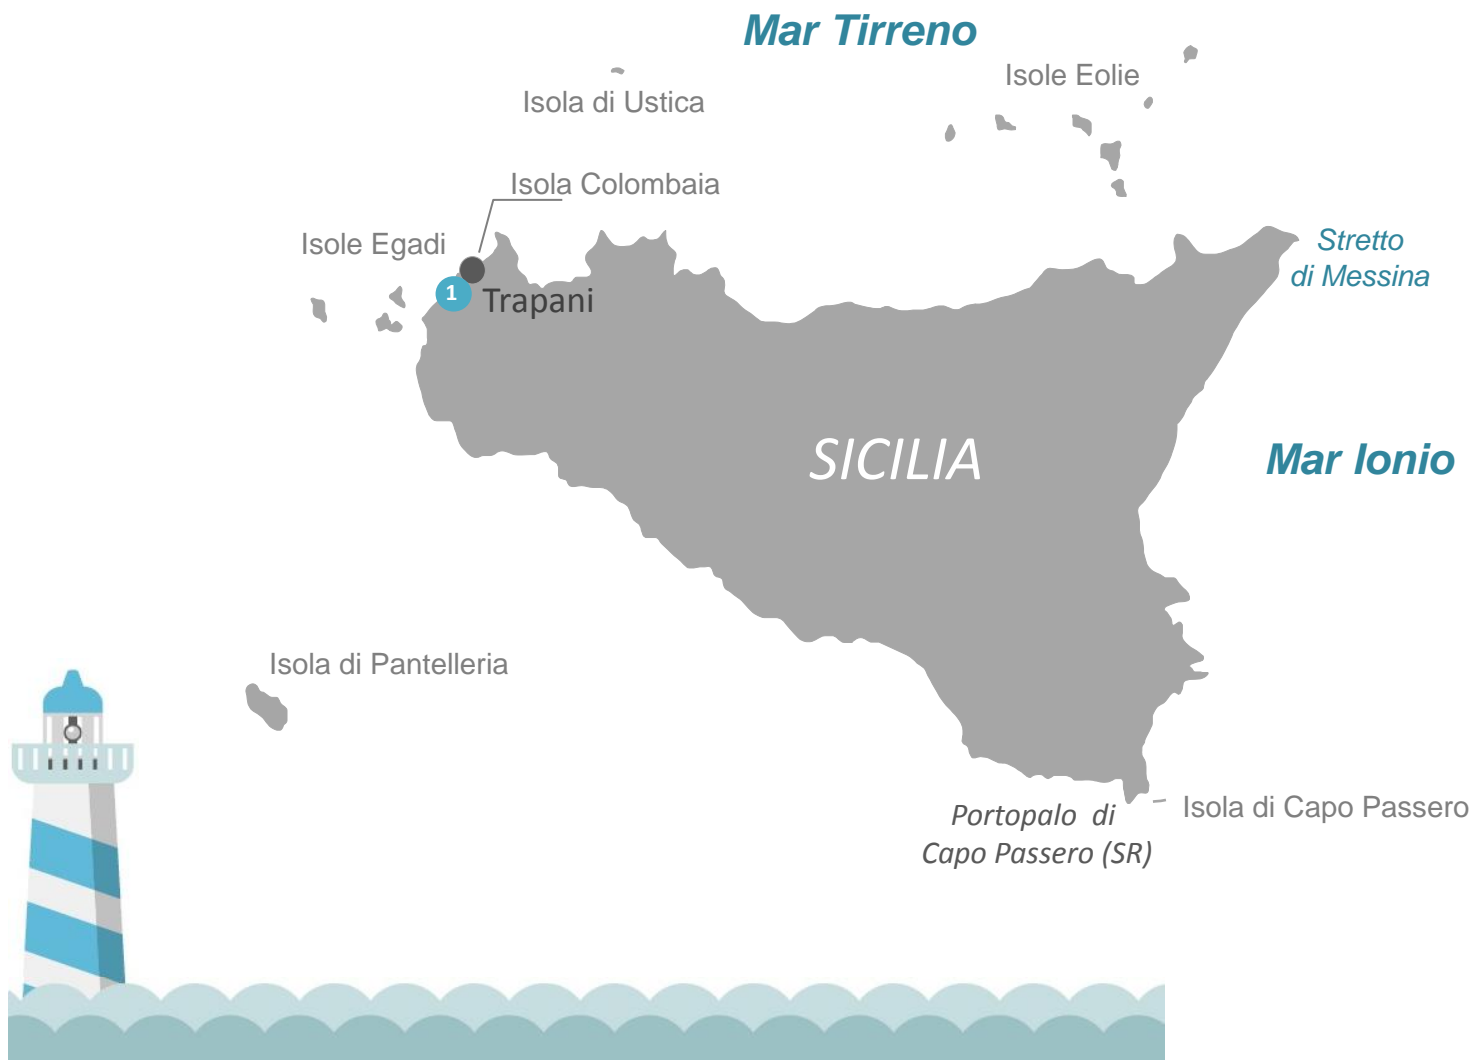 Mar Tirreno
Isole Eolie
Isola di Ustica
Isola Colombaia
Isole Egadi
Stretto
di Messina
1
Trapani
SICILIA
Mar Ionio
Isola di Pantelleria
Isola di Capo Passero
Portopalo di
Capo Passero (SR)